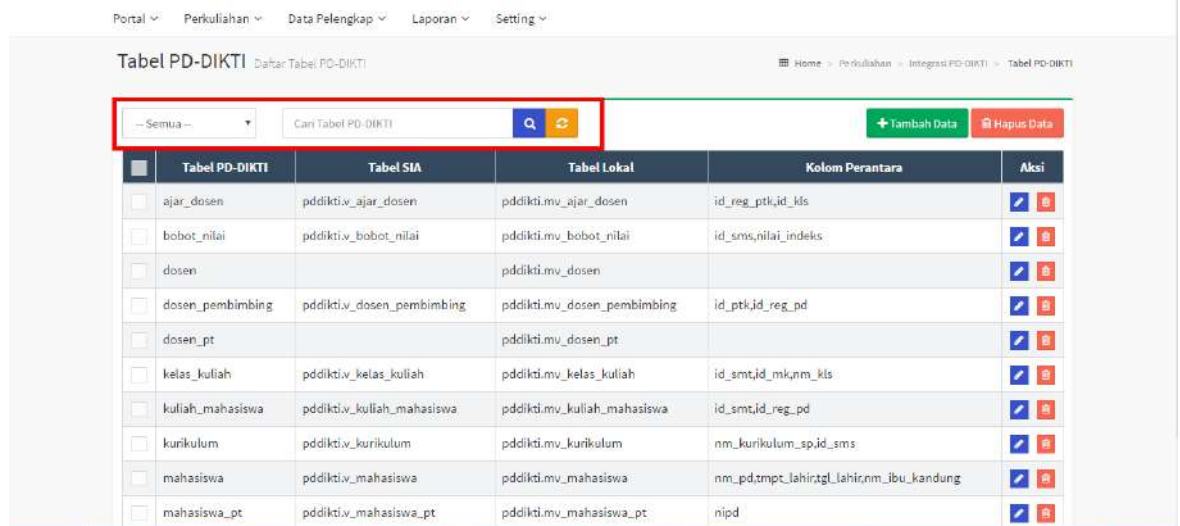 Portal Perkuliahan Data Pelengkap Laporan Setting
Tabel PD-DIKTI Daftar Tabel PD-DIKTI Home > Perkuliahan > Integrasi PD-DIKTI > Tabel PD-DIKTI
-- Semua -- Cari Tabel PD-DIKTI Tambah Data Hapus Data
Tabel PD-DIKTI Tabel SIA Tabel Lokal Kolom Perantara Aksi
ajar_dosen pddikti.v_ajar_dosen pddikti.mv_ajar_dosen id_reg_ptk,id_kls
bobot_nilai pddikti.v_bobot_nilai pddikti.mv_bobot_nilai id_sms,nilai_indeks
dosen pddikti.mv_dosen
dosen_pembimbing pddikti.v_dosen_pembimbing pddikti.mv_dosen_pembimbing id_ptk,id_reg_pd
dosen_pt pddikti.mv_dosen_pt
kelas_kuliah pddikti.v_kelas_kuliah pddikti.mv_kelas_kuliah id_smt,id_mk,nm_kls
kuliah_mahasiswa pddikti.v_kuliah_mahasiswa pddikti.mv_kuliah_mahasiswa id_smt,id_reg_pd
kurikulum pddikti.v_kurikulum pddikti.mv_kurikulum nm_kurikulum_sp,id_sms
mahasiswa pddikti.v_mahasiswa pddikti.mv_mahasiswa nm_pd,tmpt_lahir,tgl_lahir,nm_ibu_kandung
mahasiswa_pt pddikti.v_mahasiswa_pt pddikti.mv_mahasiswa_pt nipd